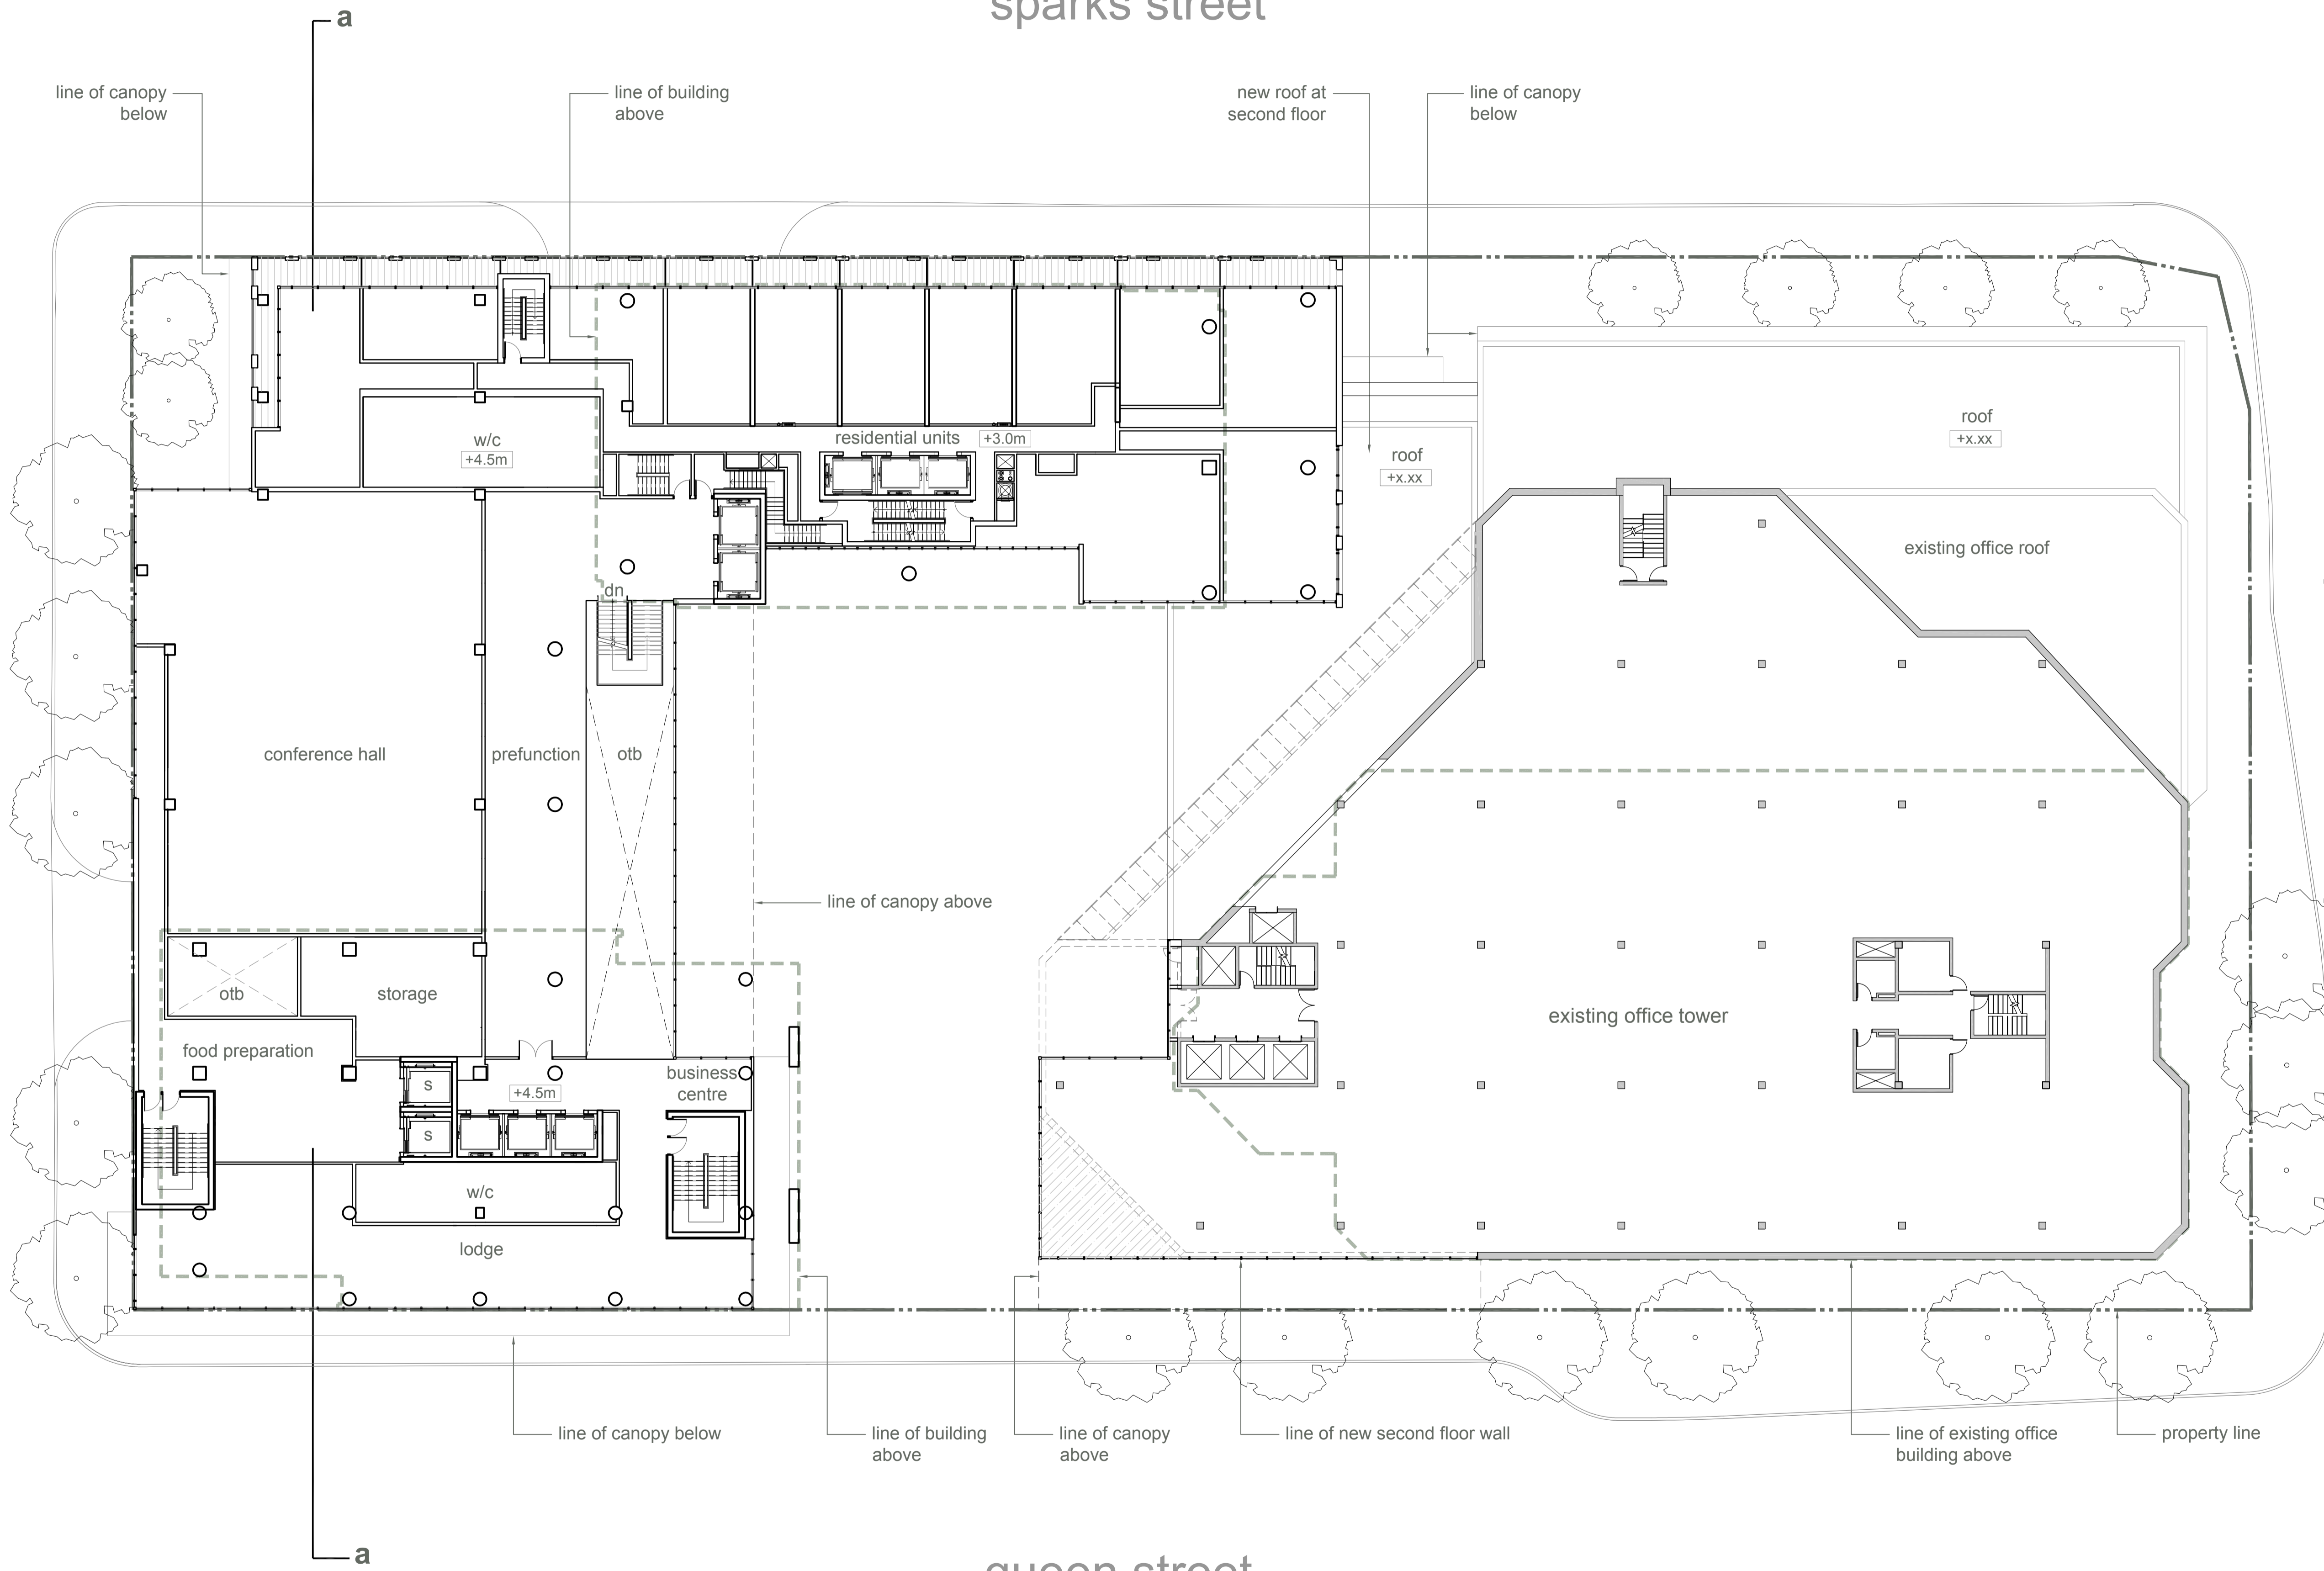 sparks street
a
line of canopy
below
line of building
above
new roof at
second floor
line of canopy
below
roof
+x.xx
w/c
+4.5m
residential units
+3.0m
roof
+x.xx
existing office roof
dn
conference hall
prefunction
otb
line of canopy above
otb
storage
existing office tower
food preparation
business
centre
s
+4.5m
s
w/c
lodge
line of canopy below
line of building
above
line of canopy
above
line of new second floor wall
line of existing office
building above
property line
a
queen street